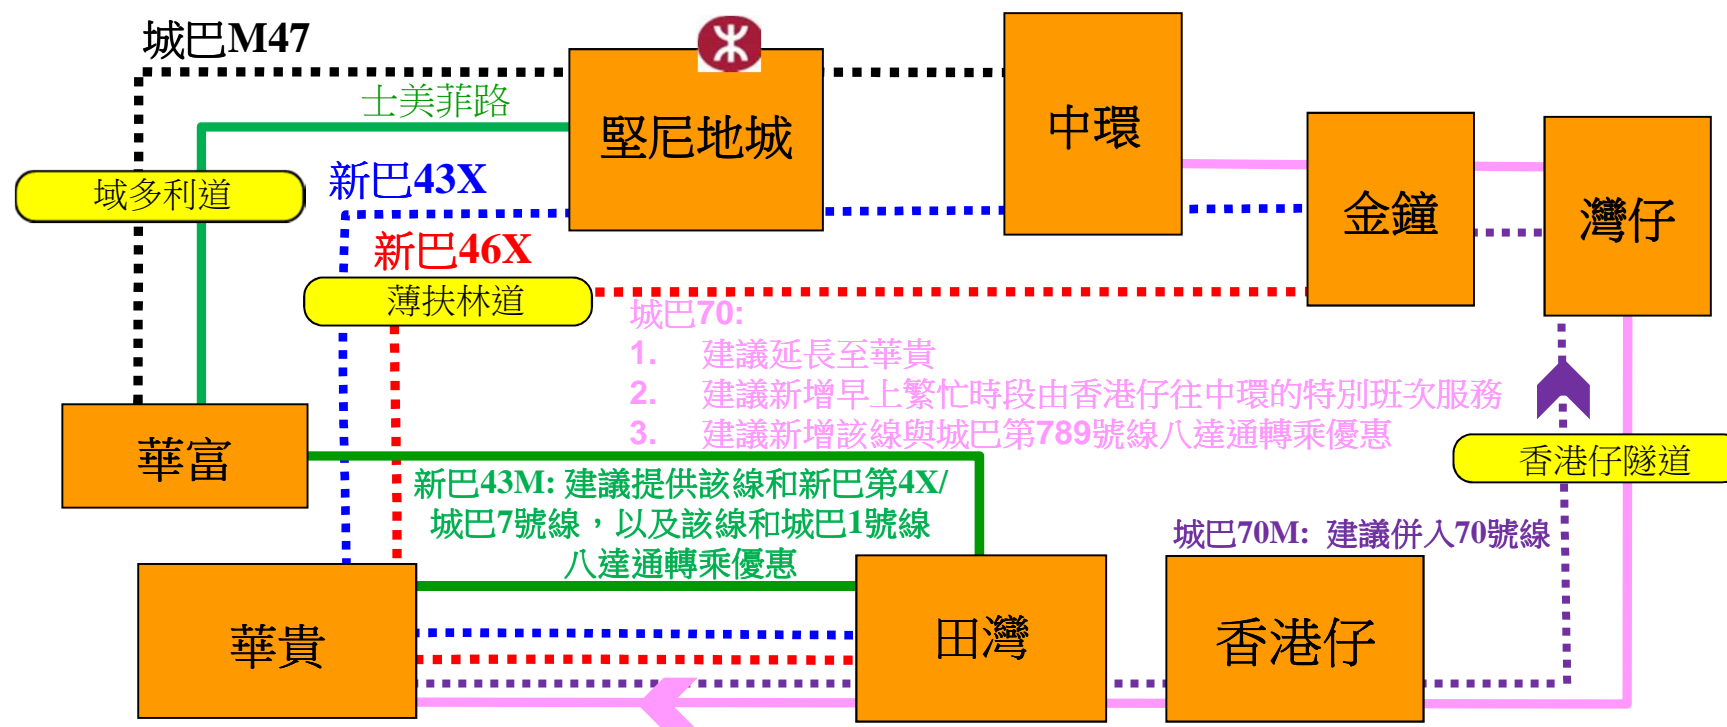 城巴M47
士美菲路
堅尼地城
中環
金鐘
灣仔
域多利道
新巴43X
新巴46X
薄扶林道
城巴70:
1. 建議延長至華貴
2. 建議新增早上繁忙時段由香港仔往中環的特別班次服務
3. 建議新增該線與城巴第789號線八達通轉乘優惠
華富
香港仔隧道
新巴43M: 建議提供該線和新巴第4X/
城巴7號線，以及該線和城巴1號線
八達通轉乘優惠
城巴70M: 建議併入70號線
華貴
田灣
香港仔